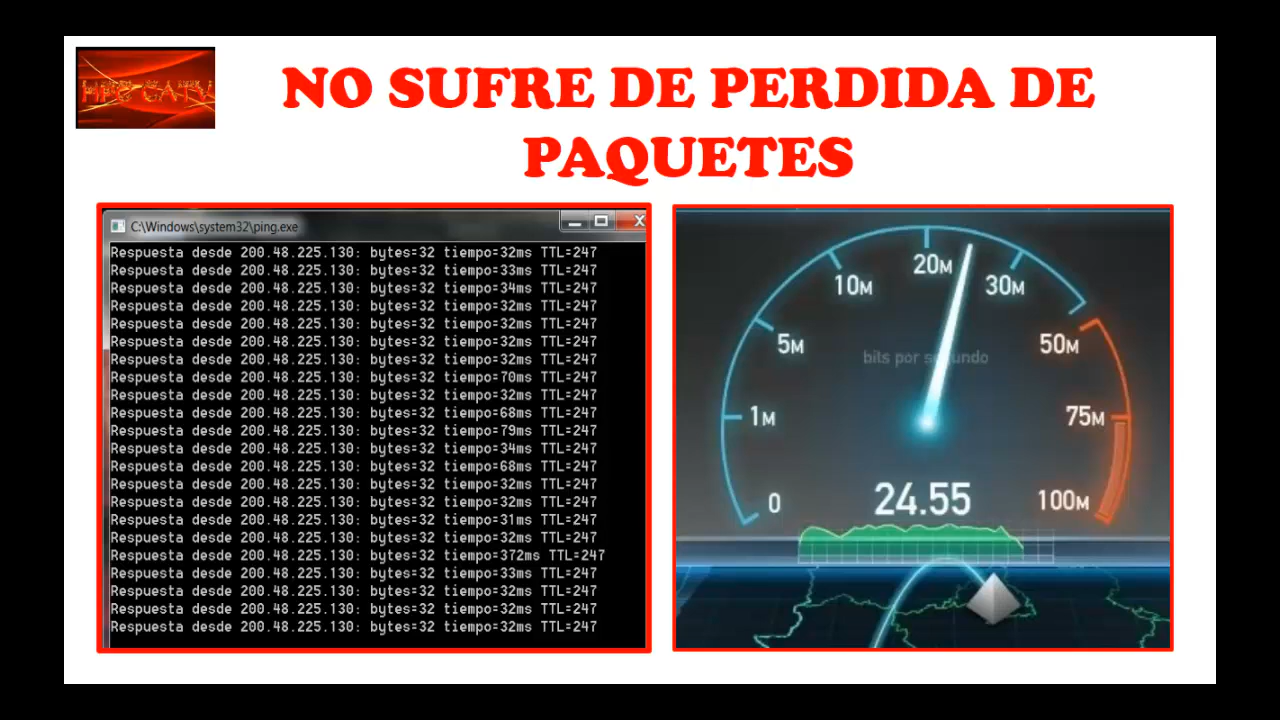 NO SUFRE DE PERDIDA DE
PAQUETES
C:\Windows\system32\ping.exe
Respuesta desde 200.48.225.130: bytes=32 tiempo=32ms TTL=247
Respuesta desde 200.48.225.130: bytes=32 tiempo=33ms TTL=247
Respuesta desde 200.48.225.130: bytes=32 tiempo=34ms TTL=247
Respuesta desde 200.48.225.130: bytes=32 tiempo=32ms TTL=247
Respuesta desde 200.48.225.130: bytes=32 tiempo=32ms TTL=247
Respuesta desde 200.48.225.130: bytes=32 tiempo=32ms TTL=247
Respuesta desde 200.48.225.130: bytes=32 tiempo=32ms TTL=247
Respuesta desde 200.48.225.130: bytes=32 tiempo=70ms TTL=247
Respuesta desde 200.48.225.130: bytes=32 tiempo=32ms TTL=247
Respuesta desde 200.48.225.130: bytes=32 tiempo=68ms TTL=247
Respuesta desde 200.48.225.130: bytes=32 tiempo=79ms TTL=247
Respuesta desde 200.48.225.130: bytes=32 tiempo=34ms TTL=247
Respuesta desde 200.48.225.130: bytes=32 tiempo=68ms TTL=247
Respuesta desde 200.48.225.130: bytes=32 tiempo=32ms TTL=247
Respuesta desde 200.48.225.130: bytes=32 tiempo=32ms TTL=247
Respuesta desde 200.48.225.130: bytes=32 tiempo=31ms TTL=247
Respuesta desde 200.48.225.130: bytes=32 tiempo=32ms TTL=247
Respuesta desde 200.48.225.130: bytes=32 tiempo=372ms TTL=247
Respuesta desde 200.48.225.130: bytes=32 tiempo=33ms TTL=247
Respuesta desde 200.48.225.130: bytes=32 tiempo=32ms TTL=247
Respuesta desde 200.48.225.130: bytes=32 tiempo=32ms TTL=247
Respuesta desde 200.48.225.130: bytes=32 tiempo=32ms TTL=247
20M
10M
30M
5M
50M
bits por segundo
1M
75M
0
24.55
100M